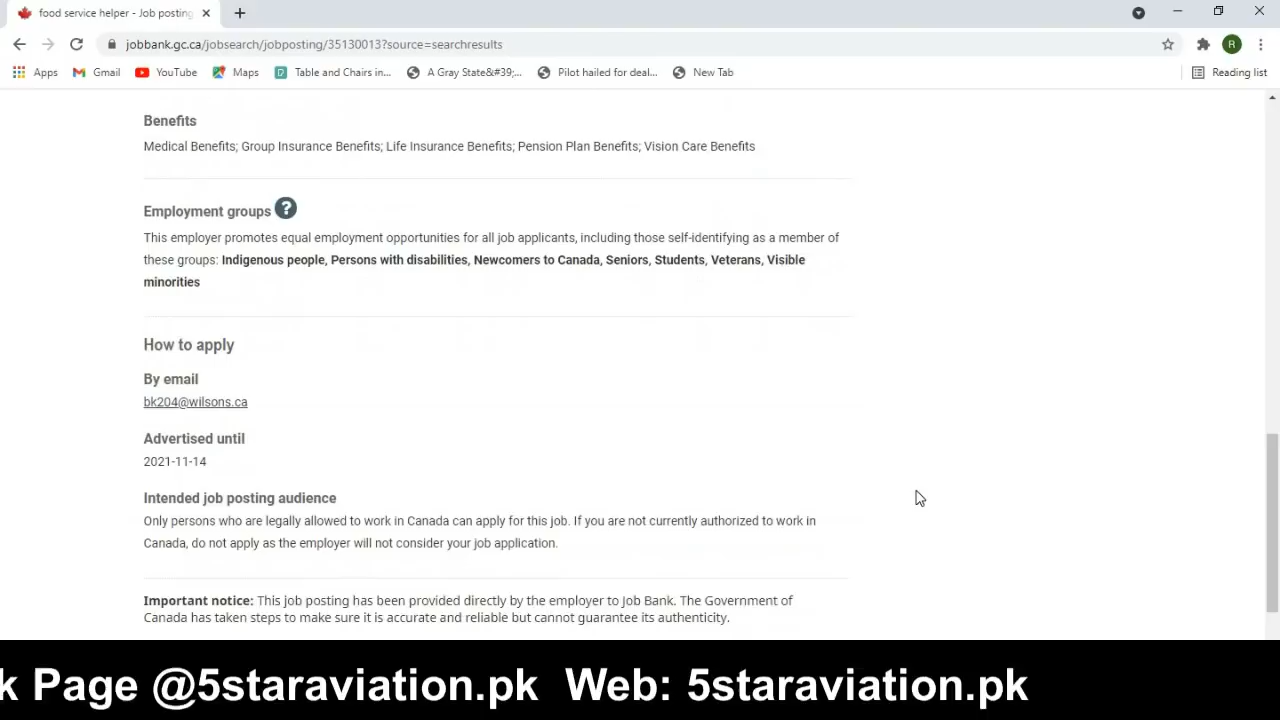 food service helper - Job posting
jobbank.gc.ca/jobsearch/jobposting/35130013?source=searchresults
R
Apps Gmail YouTube Maps Table and Chairs in... A Gray State&#39;... Pilot hailed for deal... New Tab Reading list
Benefits
Medical Benefits; Group Insurance Benefits; Life Insurance Benefits; Pension Plan Benefits; Vision Care Benefits
Employment groups ?
This employer promotes equal employment opportunities for all job applicants, including those self-identifying as a member of
these groups: Indigenous people, Persons with disabilities, Newcomers to Canada, Seniors, Students, Veterans, Visible
minorities
How to apply
By email
bk204@wilsons.ca
Advertised until
2021-11-14
Intended job posting audience
Only persons who are legally allowed to work in Canada can apply for this job. If you are not currently authorized to work in
Canada, do not apply as the employer will not consider your job application.
Important notice: This job posting has been provided directly by the employer to Job Bank. The Government of
Canada has taken steps to make sure it is accurate and reliable but cannot guarantee its authenticity.
k Page @5staraviation.pk Web: 5staraviation.pk